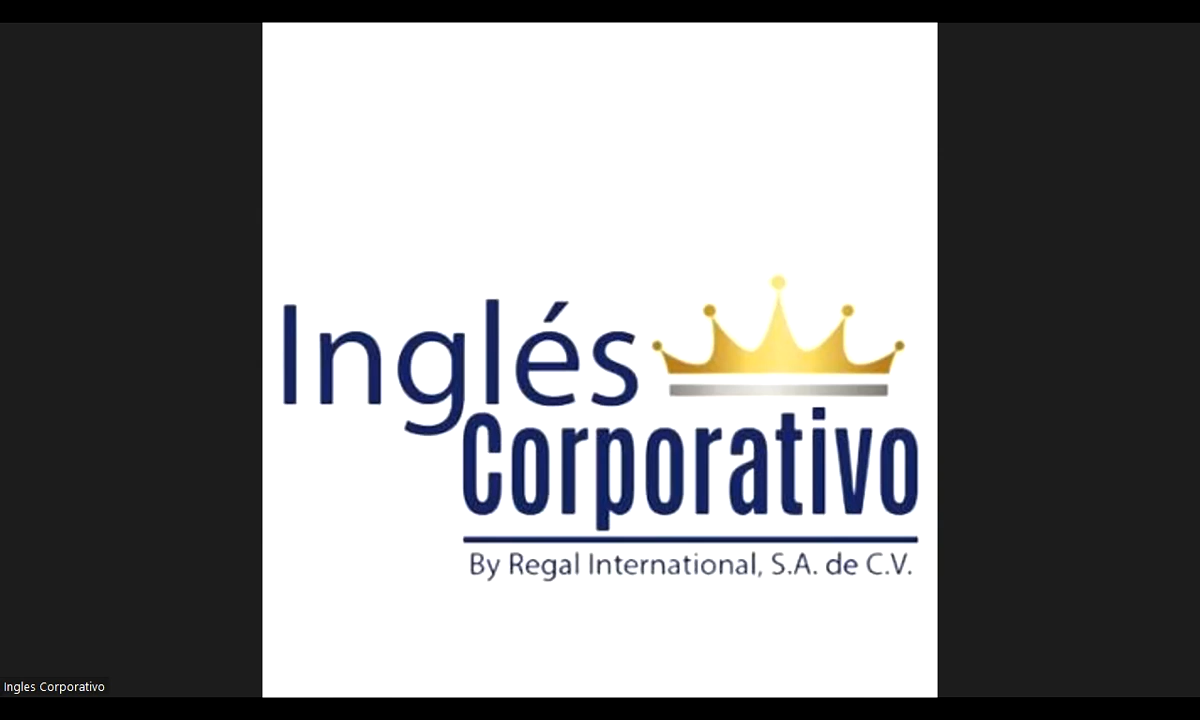 Inglés
Corporativo
By Regal International, S.A. de C.V.
Ingles Corporativo